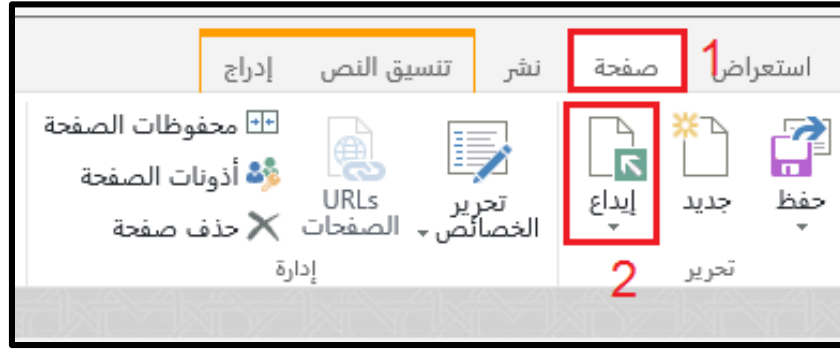 استعراض 1 صفحة نشر تنسيق النص إدراج
حفظ
جديد
إيداع
تحرير
2
تحرير الخصائص
URLs الصفحات
محفوظات الصفحة
أذونات الصفحة
حذف صفحة
إدارة